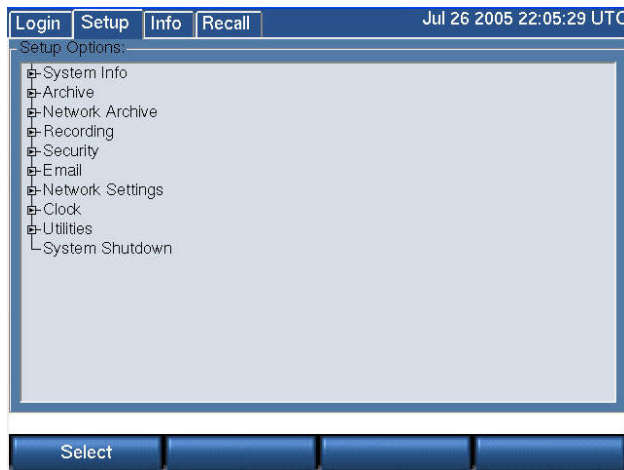 Login Setup Info Recall Jul 26 2005 22:05:29 UTC
Setup Options:
System Info
Archive
Network Archive
Recording
Security
Email
Network Settings
Clock
Utilities
System Shutdown
Select